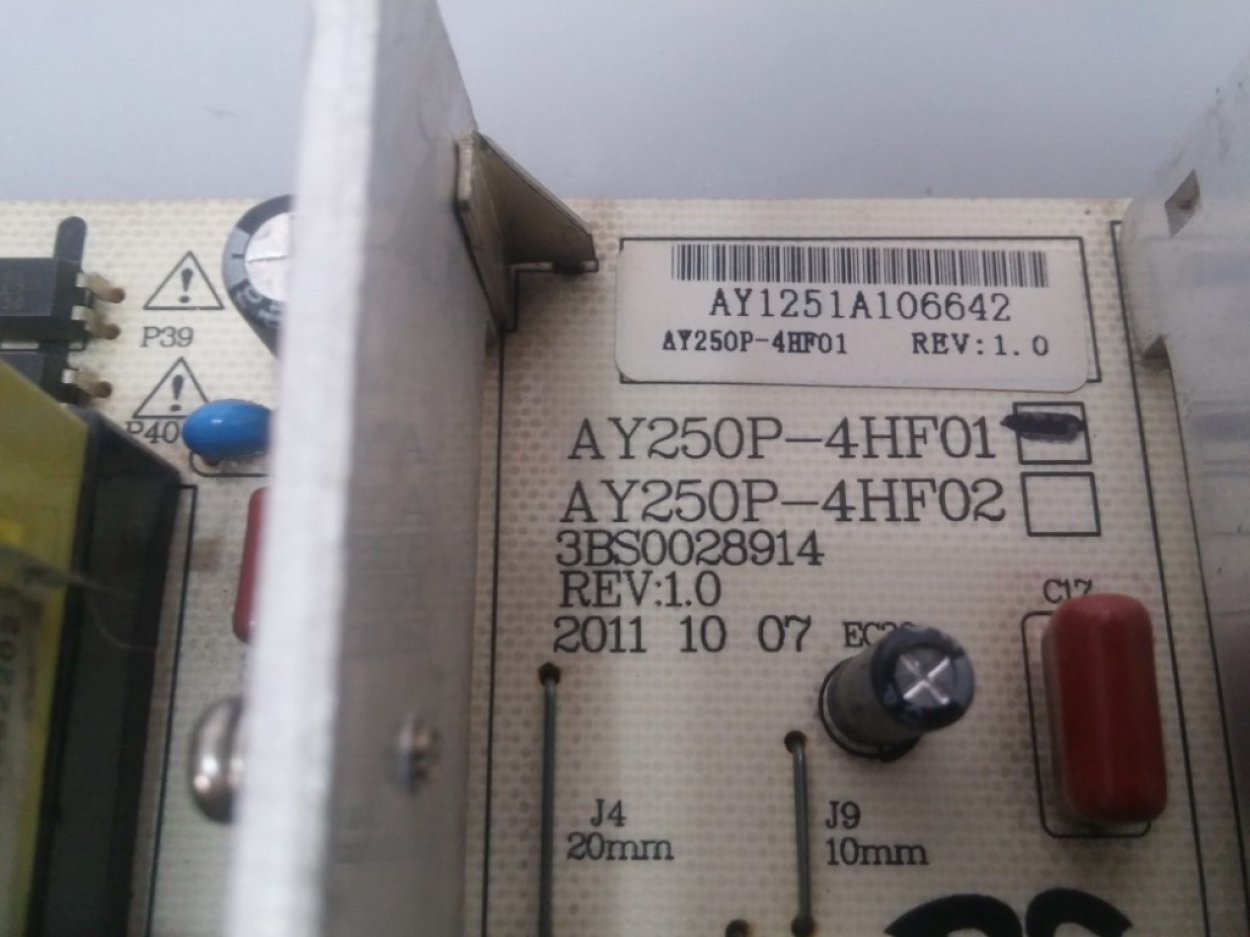 AY1251A106642
AY250P-4HF01 REV:1.0
AY250P-4HF01
AY250P-4HF02
3BS0028914
REV:1.0
2011 10 07
P39
P40
C17
J4
20mm
J9
10mm